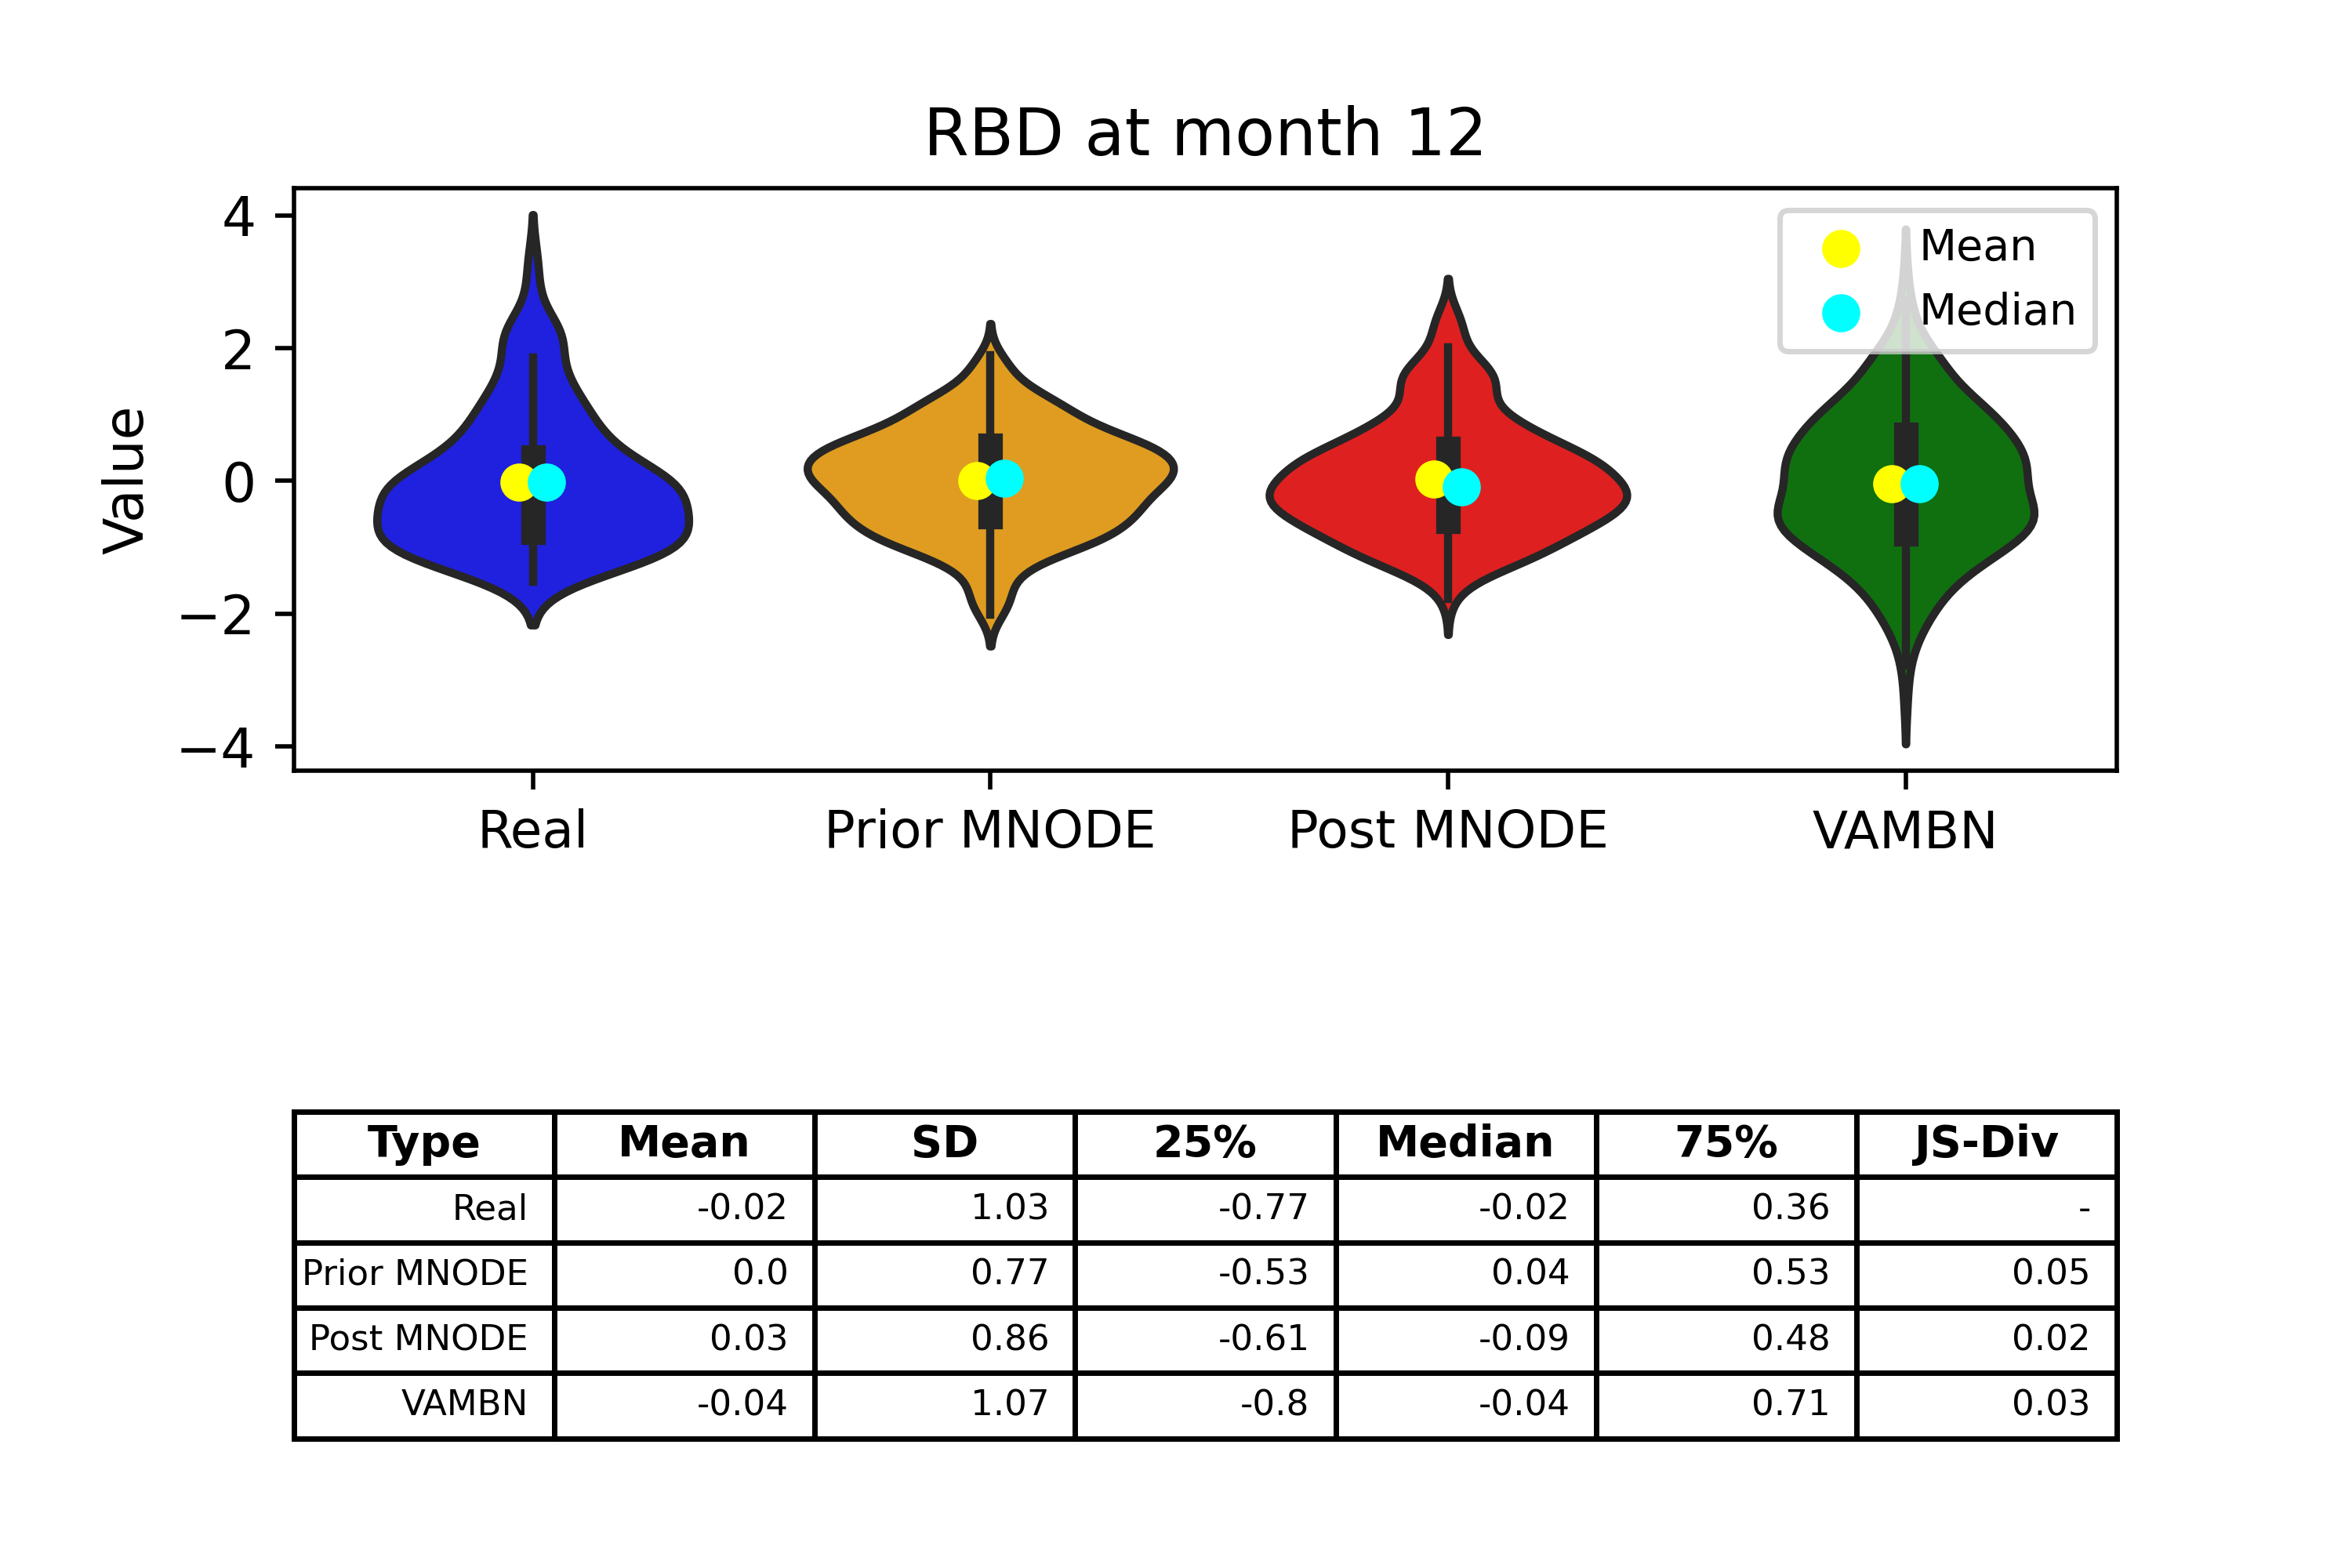 RBD at month 12
Value
4
2
0
−2
−4
Mean
Median
Real Prior MNODE Post MNODE VAMBN
Type Mean SD 25% Median 75% JS-Div
Real -0.02 1.03 -0.77 -0.02 0.36 -
Prior MNODE 0.0 0.77 -0.53 0.04 0.53 0.05
Post MNODE 0.03 0.86 -0.61 -0.09 0.48 0.02
VAMBN -0.04 1.07 -0.8 -0.04 0.71 0.03